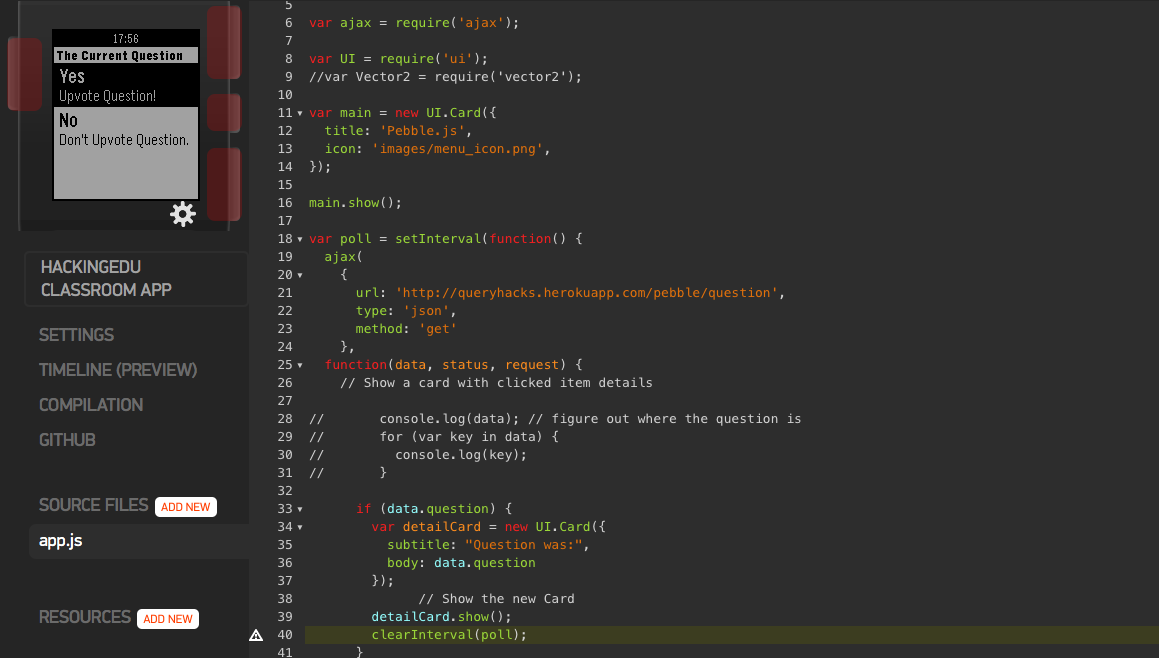 17:56
The Current Question
Yes
Upvote Question!
No
Don't Upvote Question.
HACKINGEDU
CLASSROOM APP
SETTINGS
TIMELINE (PREVIEW)
COMPILATION
GITHUB
SOURCE FILES ADD NEW
app.js
RESOURCES ADD NEW
5
6 var ajax = require('ajax');
7
8 var UI = require('ui');
9 //var Vector2 = require('vector2');
10
11 var main = new UI.Card({
12 title: 'Pebble.js',
13 icon: 'images/menu_icon.png',
14 });
15
16 main.show();
17
18 var poll = setInterval(function() {
19 ajax(
20 {
21 url: 'http://queryhacks.herokuapp.com/pebble/question',
22 type: 'json',
23 method: 'get'
24 },
25 function(data, status, request) {
26 // Show a card with clicked item details
27
28 // console.log(data); // figure out where the question is
29 // for (var key in data) {
30 // console.log(key);
31 // }
32
33 if (data.question) {
34 var detailCard = new UI.Card({
35 subtitle: "Question was:",
36 body: data.question
37 });
38 // Show the new Card
39 detailCard.show();
40 clearInterval(poll);
41 }